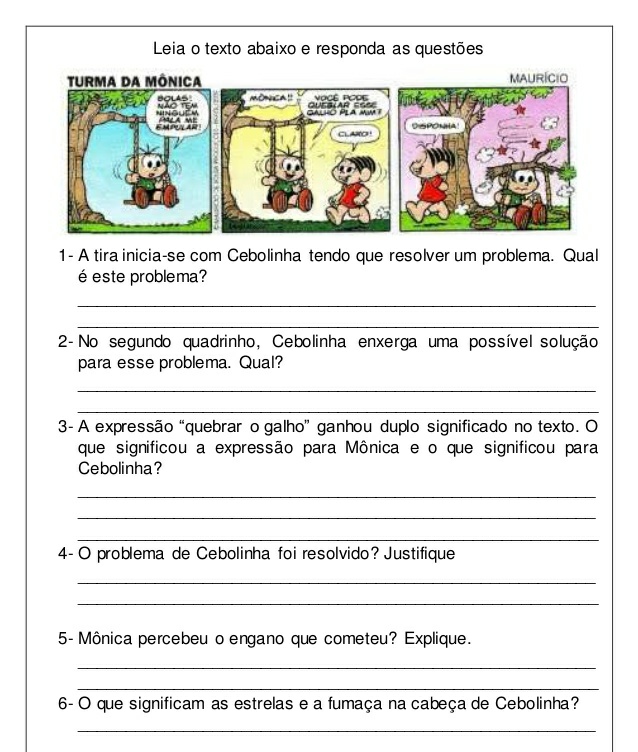 Leia o texto abaixo e responda as questões
TURMA DA MÔNICA
MAURÍCIO
BOLAS!
NÃO TEM
NINGUÉM
PALA ME
EMPULAR!
MÔNICA!!
VOCÊ PODE
QUEBLAR ESSE
GALHO PLA MIM?
CLARO!
DISPONHA!
1- A tira inicia-se com Cebolinha tendo que resolver um problema. Qual
é este problema?
2- No segundo quadrinho, Cebolinha enxerga uma possível solução
para esse problema. Qual?
3- A expressão “quebrar o galho” ganhou duplo significado no texto. O
que significou a expressão para Mônica e o que significou para
Cebolinha?
4- O problema de Cebolinha foi resolvido? Justifique
5- Mônica percebeu o engano que cometeu? Explique.
6- O que significam as estrelas e a fumaça na cabeça de Cebolinha?